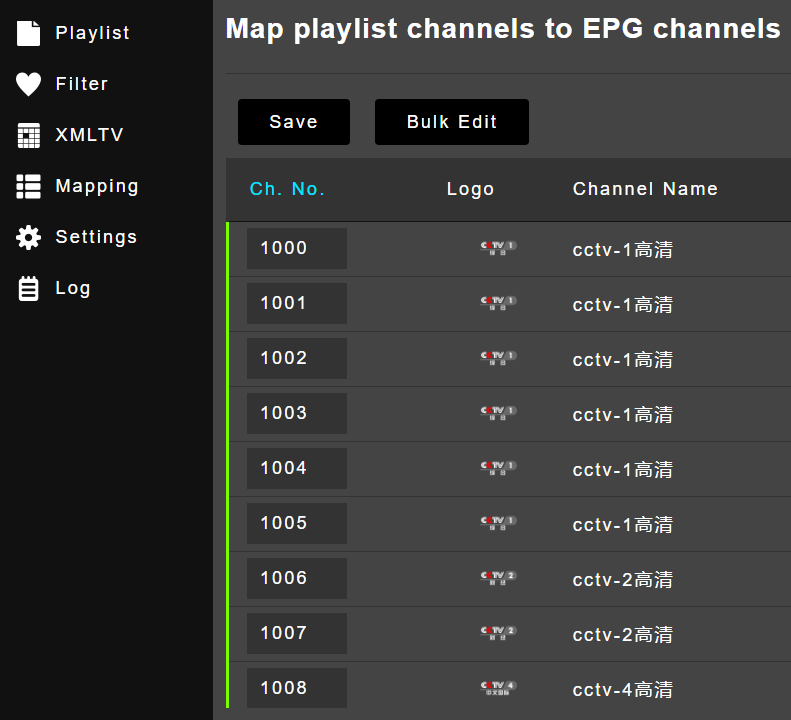 Playlist
Filter
XMLTV
Mapping
Settings
Log
Map playlist channels to EPG channels
Save Bulk Edit
Ch. No. Logo Channel Name
1000 CCTV 1 cctv-1高清
1001 CCTV 1 cctv-1高清
1002 CCTV 1 cctv-1高清
1003 CCTV 1 cctv-1高清
1004 CCTV 1 cctv-1高清
1005 CCTV 1 cctv-1高清
1006 CCTV 2 cctv-2高清
1007 CCTV 2 cctv-2高清
1008 CCTV 4 cctv-4高清